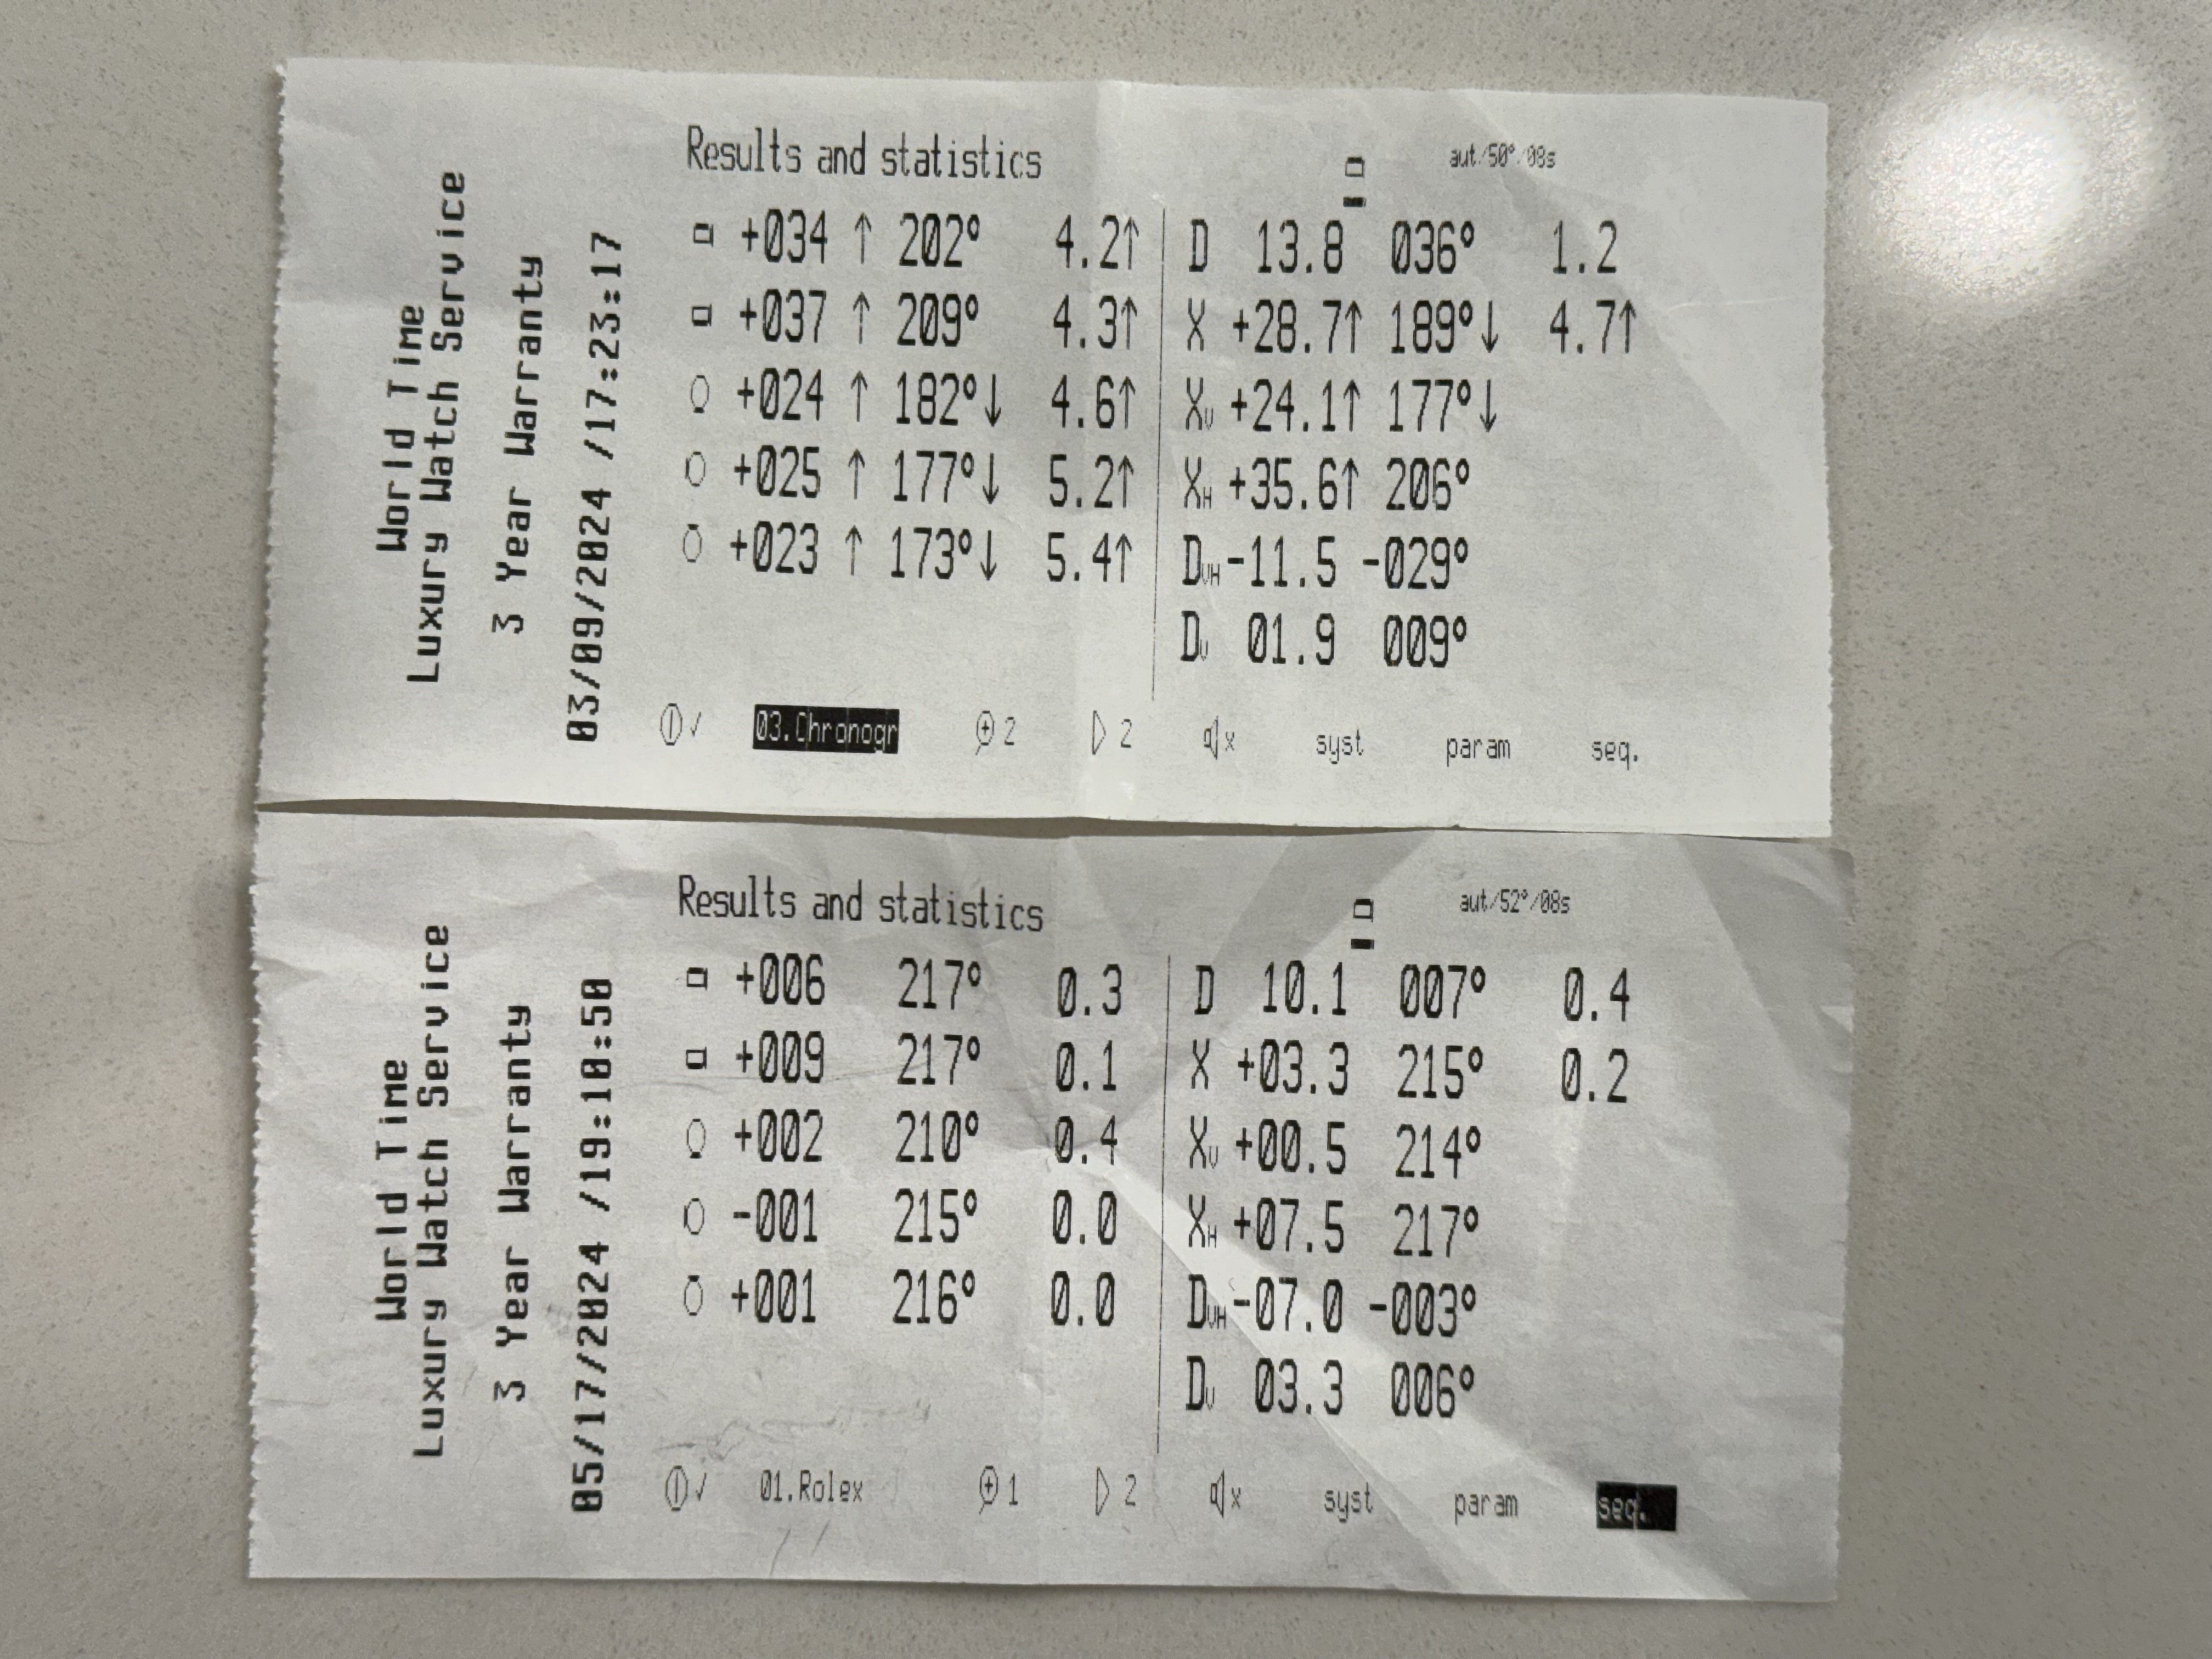 World Time
Luxury Watch Service
3 Year Warranty
03/09/2024 /17:23:17
Results and statistics
aut/50°/08s
+034 ↑ 202° 4.2↑ D 13.8 036° 1.2
+037 ↑ 209° 4.3↑ X +28.7↑ 189°↓ 4.7↑
+024 ↑ 182°↓ 4.6↑ Xv +24.1↑ 177°↓
+025 ↑ 177°↓ 5.2↑ XH +35.6↑ 206°
+023 ↑ 173°↓ 5.4↑ DVH -11.5 -029°
Dv 01.9 009°
03.Chronogr 2 2 x syst param seq.
World Time
Luxury Watch Service
3 Year Warranty
05/17/2024 /19:10:50
Results and statistics
aut/52°/08s
+006 217° 0.3 D 10.1 007° 0.4
+009 217° 0.1 X +03.3 215° 0.2
+002 210° 0.4 Xv +00.5 214°
-001 215° 0.0 XH +07.5 217°
+001 216° 0.0 DVH -07.0 -003°
Dv 03.3 006°
01.Rolex 1 2 x syst param seq.